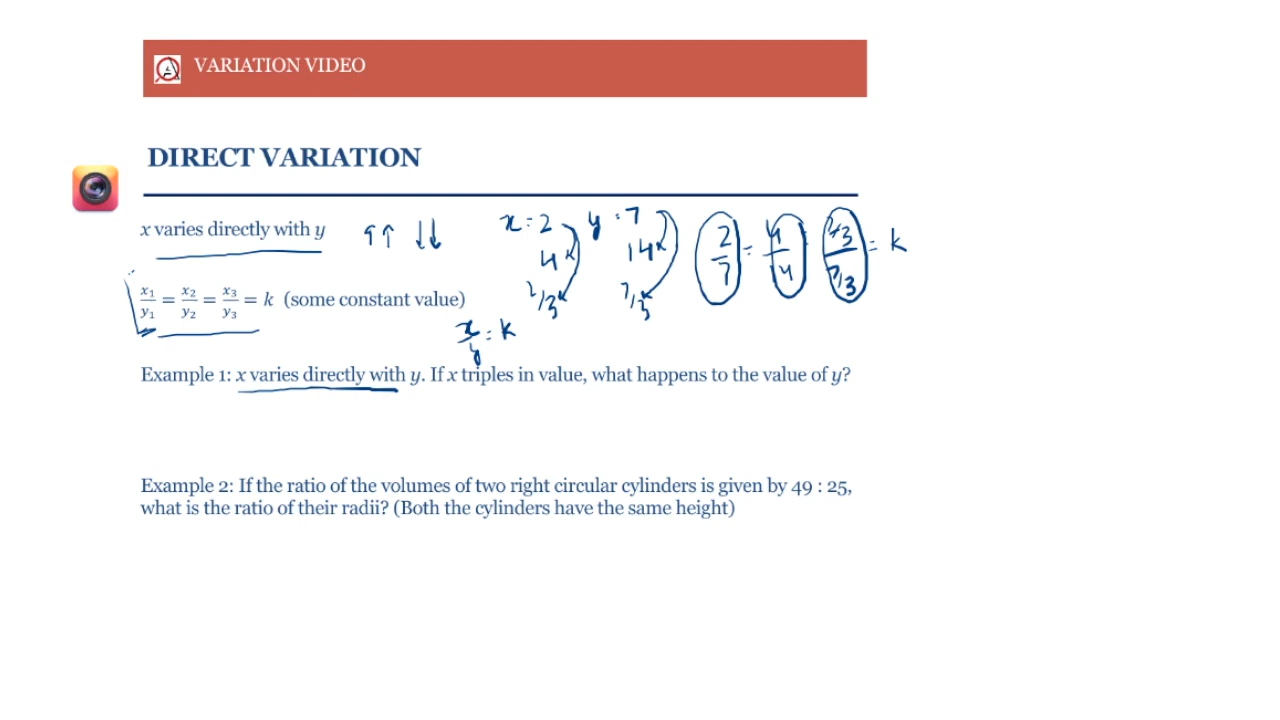 VARIATION VIDEO
DIRECT VARIATION
x varies directly with y ↑↑ ↓↓ x : 2 y : 7
4 14
2/3 7/3
2/7 = 4/14 2/3 / 7/3 = k
x₁/y₁ = x₂/y₂ = x₃/y₃ = k (some constant value)
x/y = k
Example 1: x varies directly with y. If x triples in value, what happens to the value of y?
Example 2: If the ratio of the volumes of two right circular cylinders is given by 49 : 25,
what is the ratio of their radii? (Both the cylinders have the same height)